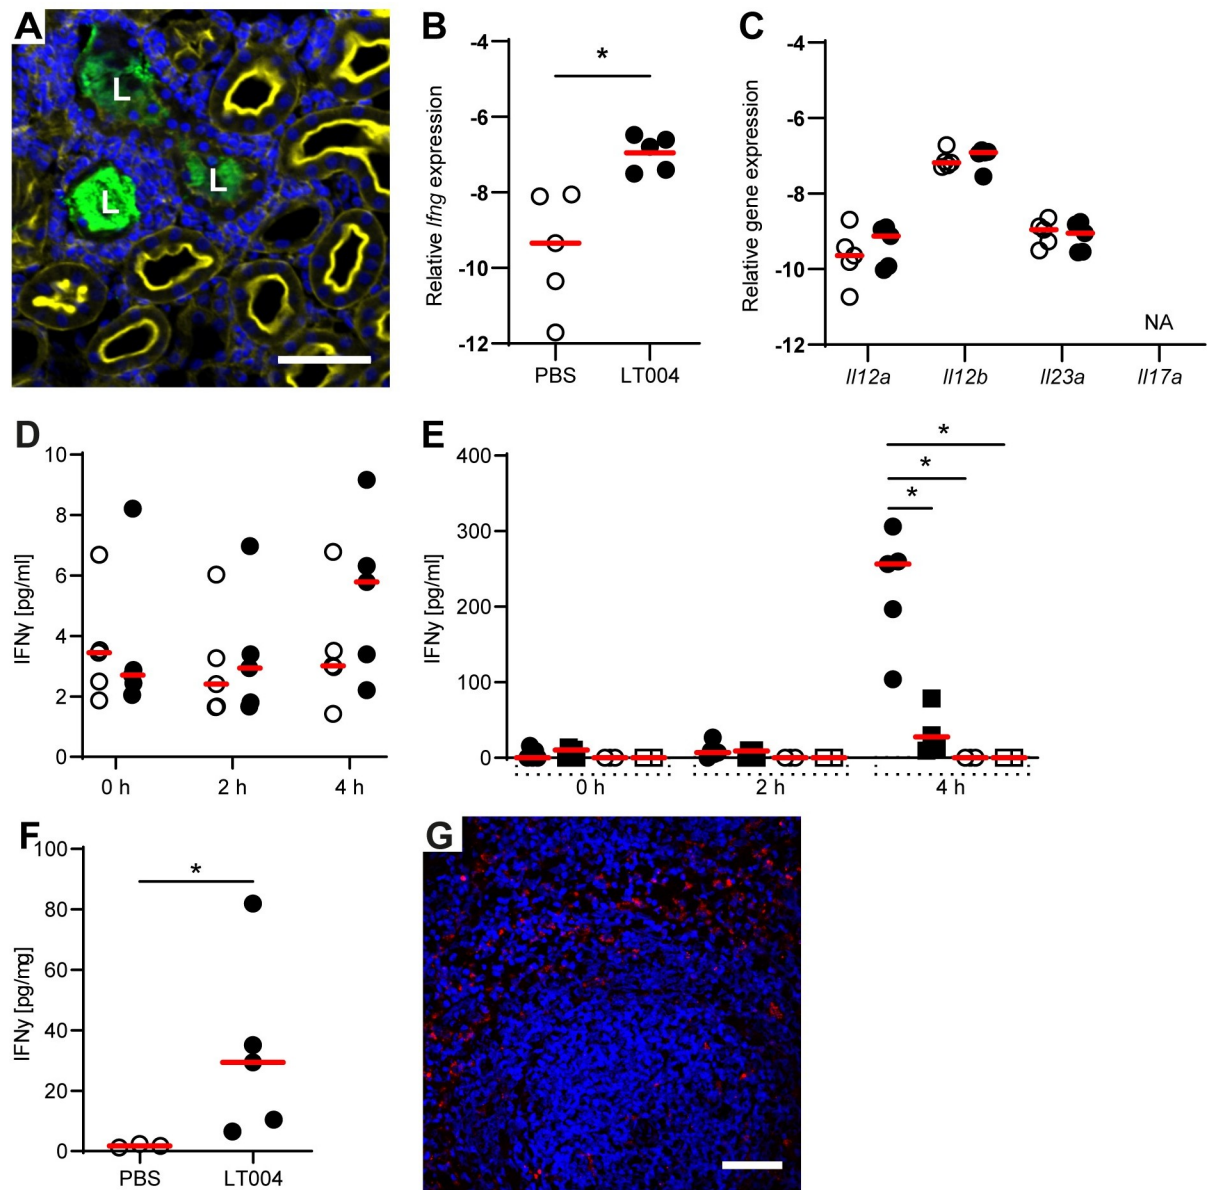 A
L
L
L
B
-4
-6
-8
-10
-12
Relative Ifng expression
*
PBS
LT004
C
-4
-6
-8
-10
-12
Relative gene expression
NA
Il12a
Il12b
Il23a
Il17a
D
10
8
6
4
2
0
IFNγ [pg/ml]
0 h
2 h
4 h
E
400
300
200
100
0
IFNy [pg/ml]
*
*
*
0 h
2 h
4 h
F
100
80
60
40
20
0
IFNy [pg/mg]
*
PBS
LT004
G